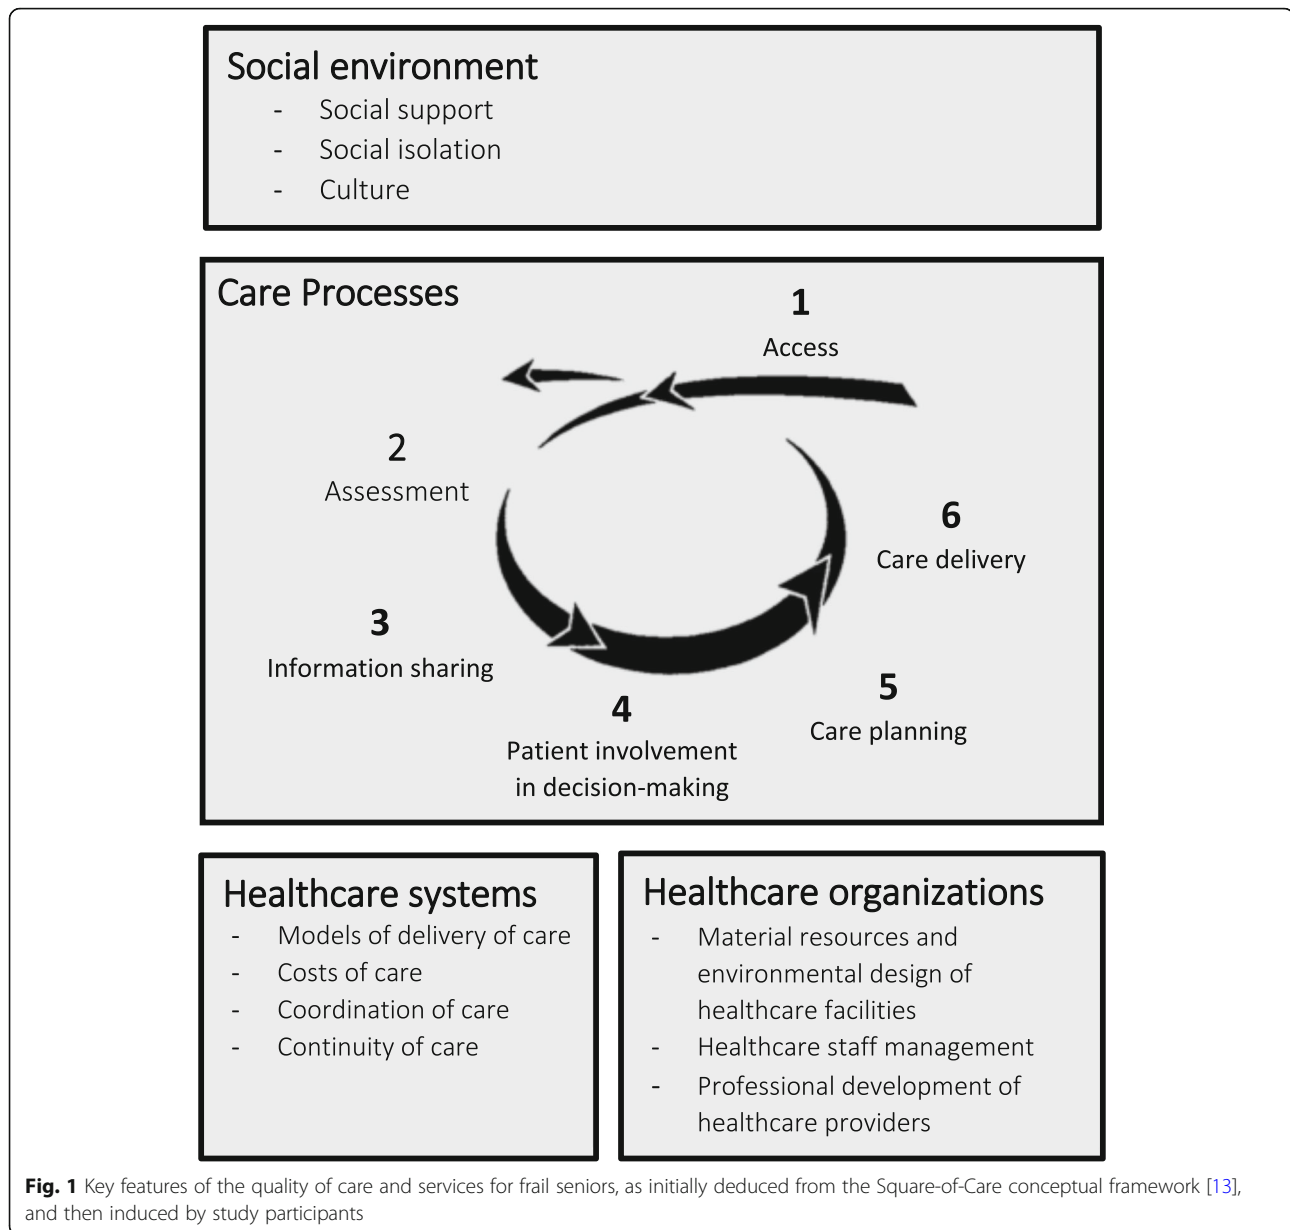 Social environment
- Social support
- Social isolation
- Culture
Care Processes
1
Access
2
Assessment
3
Information sharing
4
Patient involvement
in decision-making
5
Care planning
6
Care delivery
Healthcare systems
- Models of delivery of care
- Costs of care
- Coordination of care
- Continuity of care
Healthcare organizations
- Material resources and
environmental design of
healthcare facilities
- Healthcare staff management
- Professional development of
healthcare providers
Fig. 1 Key features of the quality of care and services for frail seniors, as initially deduced from the Square-of-Care conceptual framework [13],
and then induced by study participants